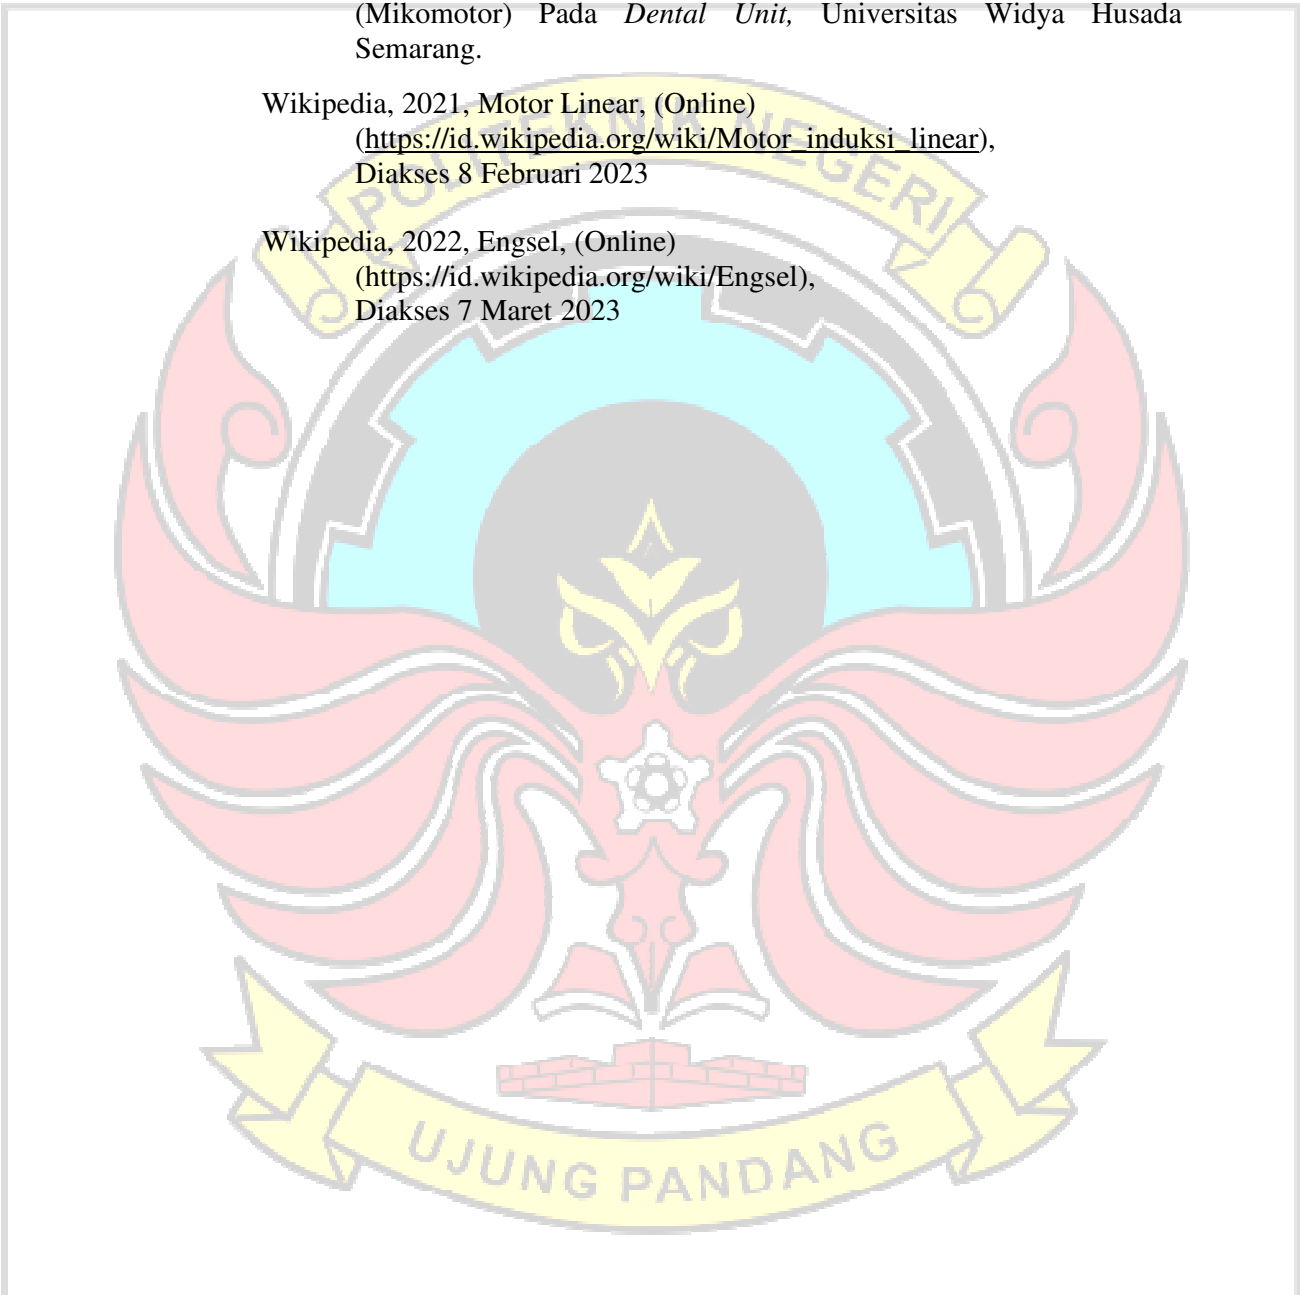 (Mikomotor) Pada Dental Unit, Universitas Widya Husada
Semarang.
Wikipedia, 2021, Motor Linear, (Online)
(https://id.wikipedia.org/wiki/Motor_induksi_linear),
Diakses 8 Februari 2023
Wikipedia, 2022, Engsel, (Online)
(https://id.wikipedia.org/wiki/Engsel),
Diakses 7 Maret 2023
POLITEKNIK NEGERI
UJUNG PANDANG